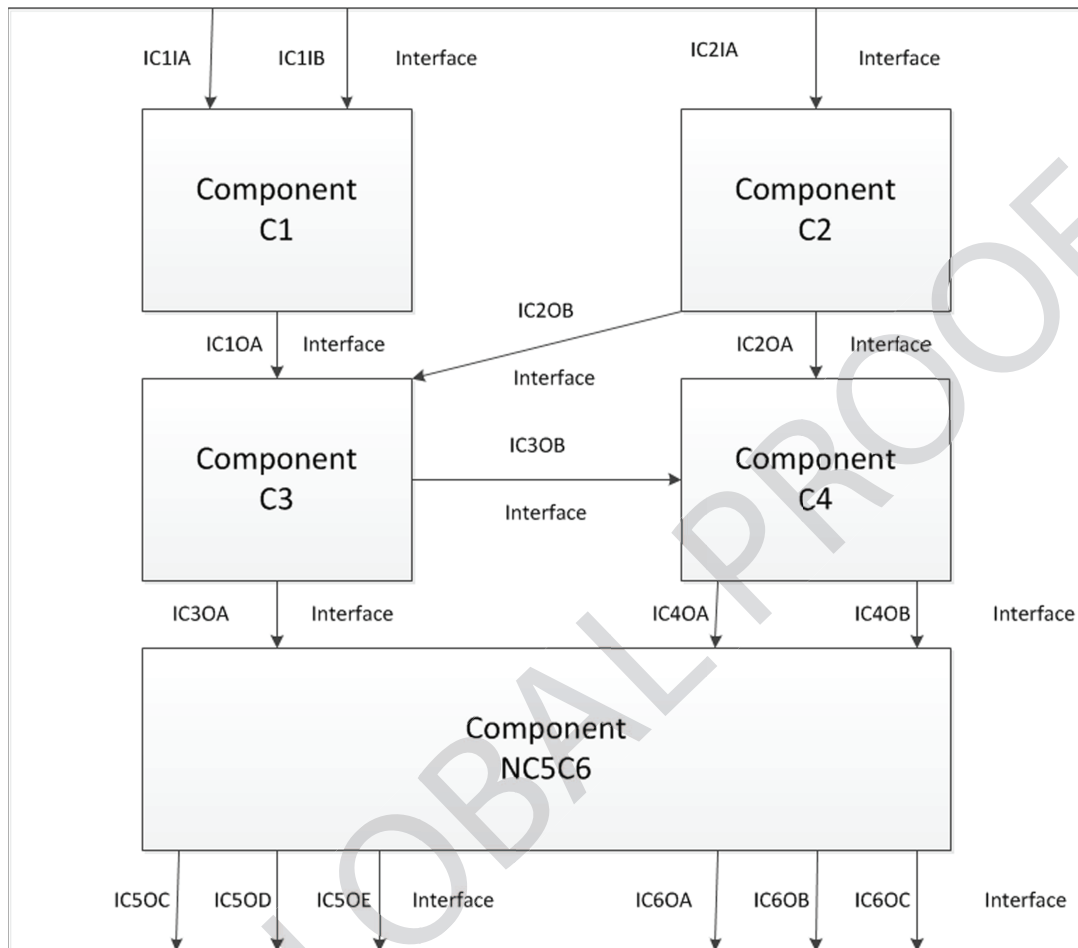 IC1IA IC1IB Interface IC2IA Interface
Component
C1
Component
C2
IC2OB
IC1OA Interface IC2OA Interface
Interface
Component
C3
IC3OB
Component
C4
Interface
IC3OA Interface IC4OA IC4OB Interface
Component
NC5C6
IC5OC IC5OD IC5OE Interface IC6OA IC6OB IC6OC Interface